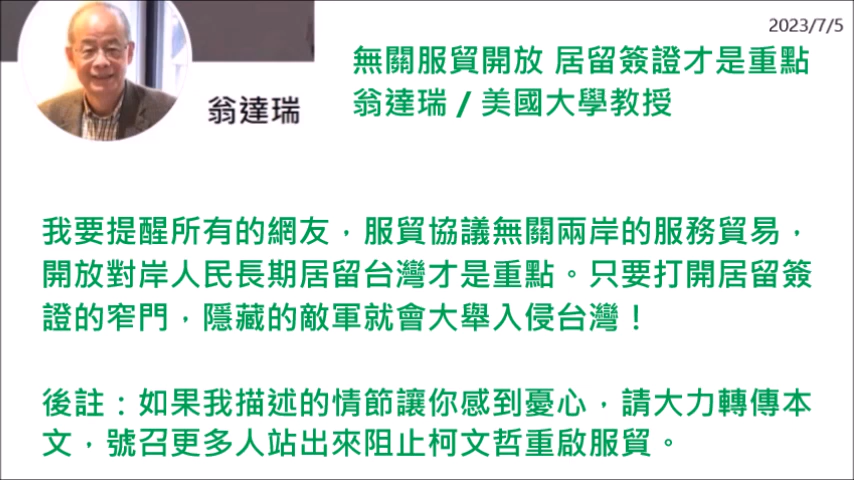 2023/7/5
無關服貿開放 居留簽證才是重點
翁達瑞 / 美國大學教授
翁達瑞
我要提醒所有的網友，服貿協議無關兩岸的服務貿易，
開放對岸人民長期居留台灣才是重點。只要打開居留簽
證的窄門，隱藏的敵軍就會大舉入侵台灣！
後註：如果我描述的情節讓你感到憂心，請大力轉傳本
文，號召更多人站出來阻止柯文哲重啟服貿。